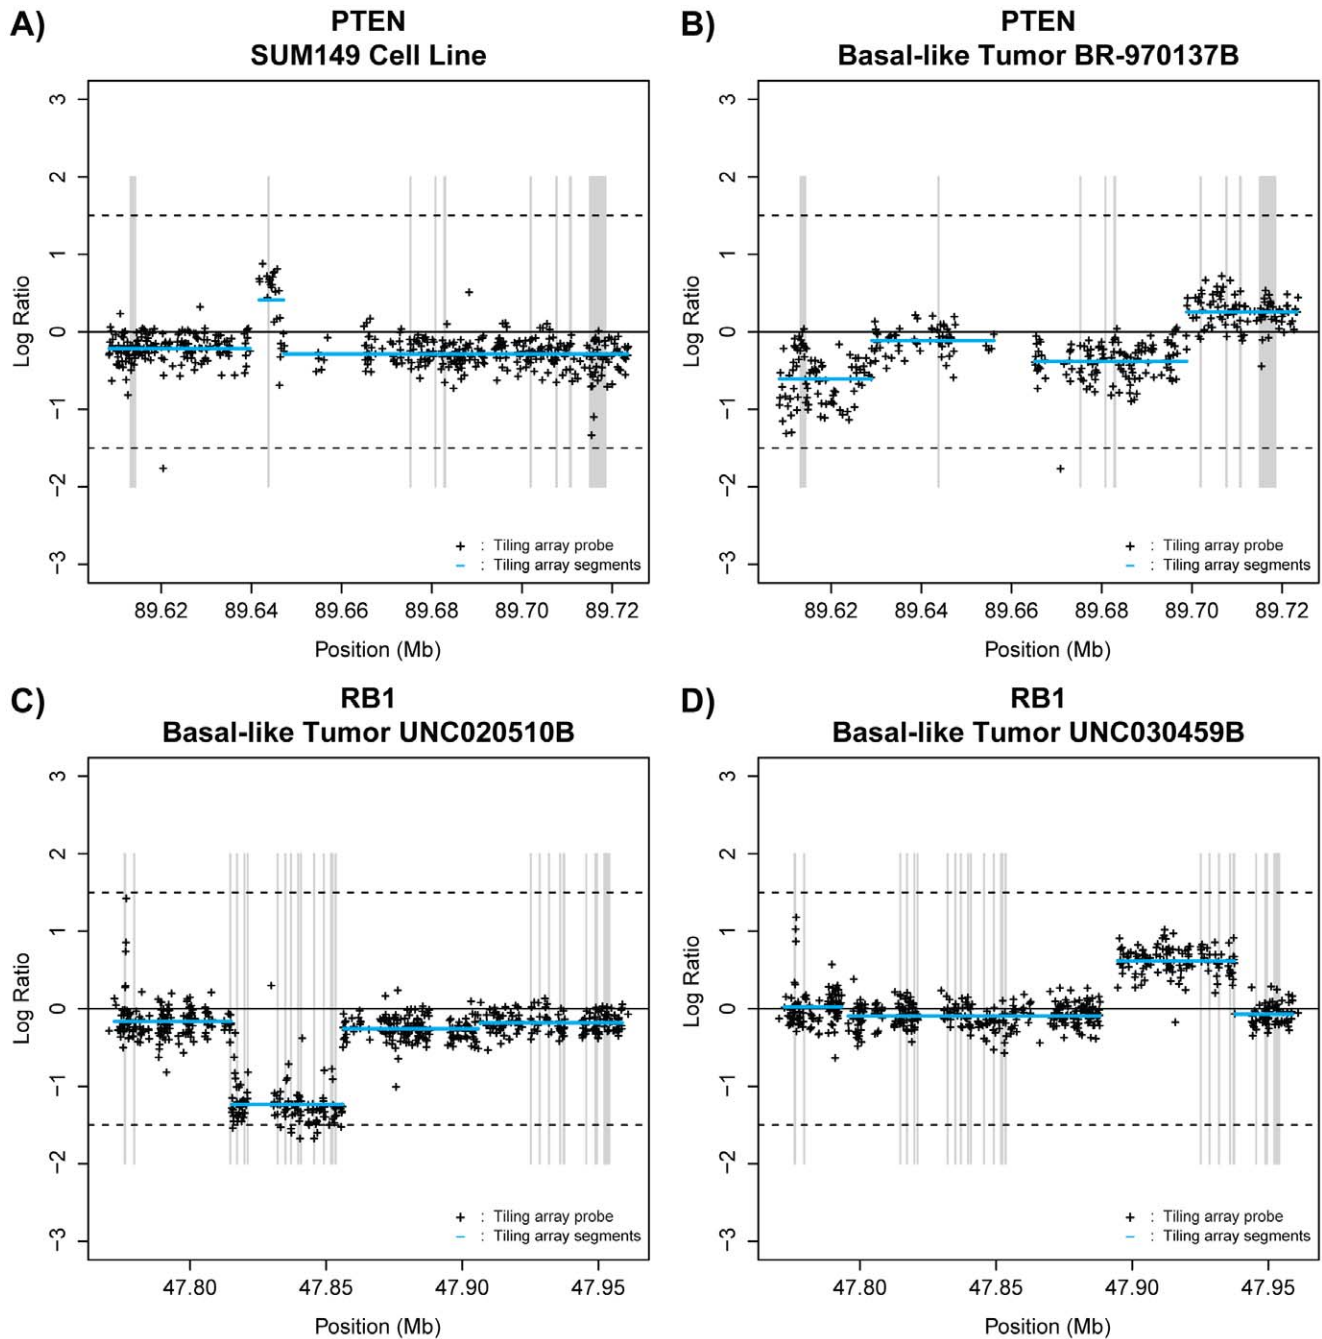 A)
PTEN
SUM149 Cell Line
3
2
1
0
−1
−2
−3
Log Ratio
+ : Tiling array probe
− : Tiling array segments
89.62 89.64 89.66 89.68 89.70 89.72
Position (Mb)
B)
PTEN
Basal-like Tumor BR-970137B
3
2
1
0
−1
−2
−3
Log Ratio
+ : Tiling array probe
− : Tiling array segments
89.62 89.64 89.66 89.68 89.70 89.72
Position (Mb)
C)
RB1
Basal-like Tumor UNC020510B
3
2
1
0
−1
−2
−3
Log Ratio
+ : Tiling array probe
− : Tiling array segments
47.80 47.85 47.90 47.95
Position (Mb)
D)
RB1
Basal-like Tumor UNC030459B
3
2
1
0
−1
−2
−3
Log Ratio
+ : Tiling array probe
− : Tiling array segments
47.80 47.85 47.90 47.95
Position (Mb)